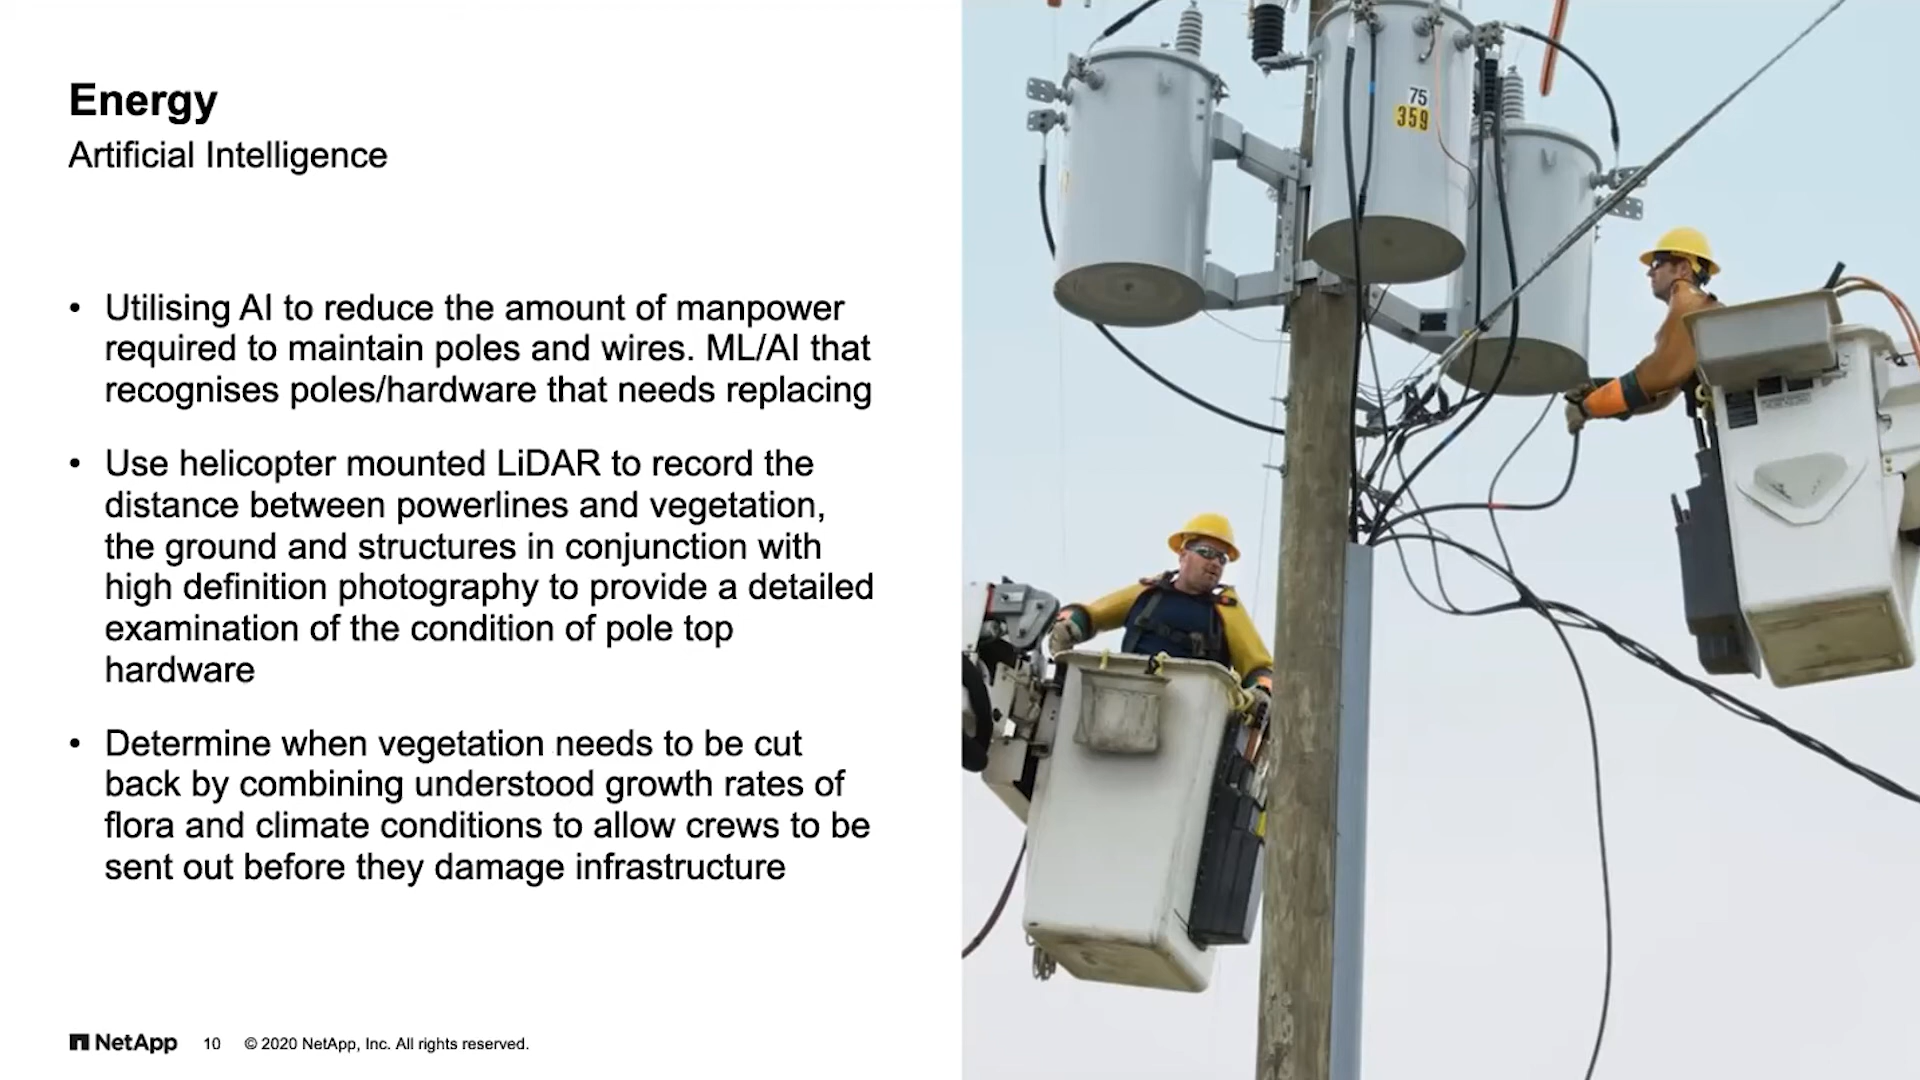 Energy
Artificial Intelligence
• Utilising AI to reduce the amount of manpower
required to maintain poles and wires. ML/AI that
recognises poles/hardware that needs replacing
• Use helicopter mounted LiDAR to record the
distance between powerlines and vegetation,
the ground and structures in conjunction with
high definition photography to provide a detailed
examination of the condition of pole top
hardware
• Determine when vegetation needs to be cut
back by combining understood growth rates of
flora and climate conditions to allow crews to be
sent out before they damage infrastructure
NetApp 10 © 2020 NetApp, Inc. All rights reserved.
75
359